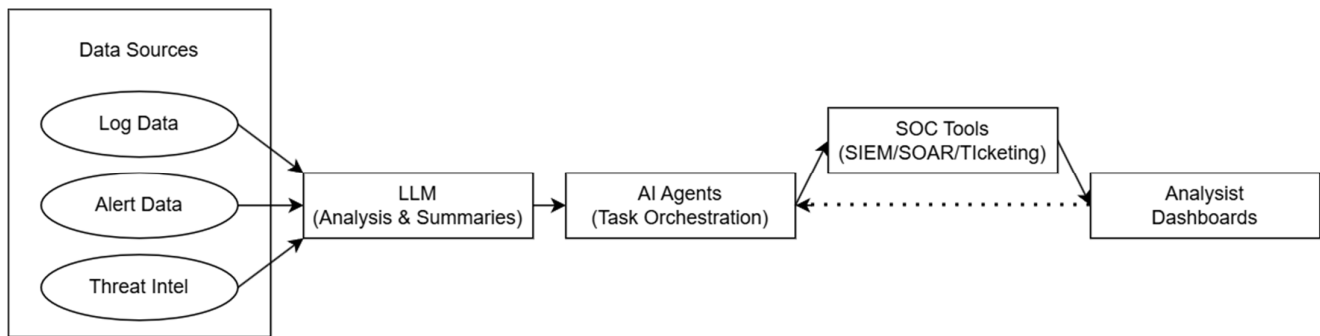 Data Sources
Log Data
Alert Data
Threat Intel
LLM
(Analysis & Summaries)
AI Agents
(Task Orchestration)
SOC Tools
(SIEM/SOAR/TIcketing)
Analysist
Dashboards